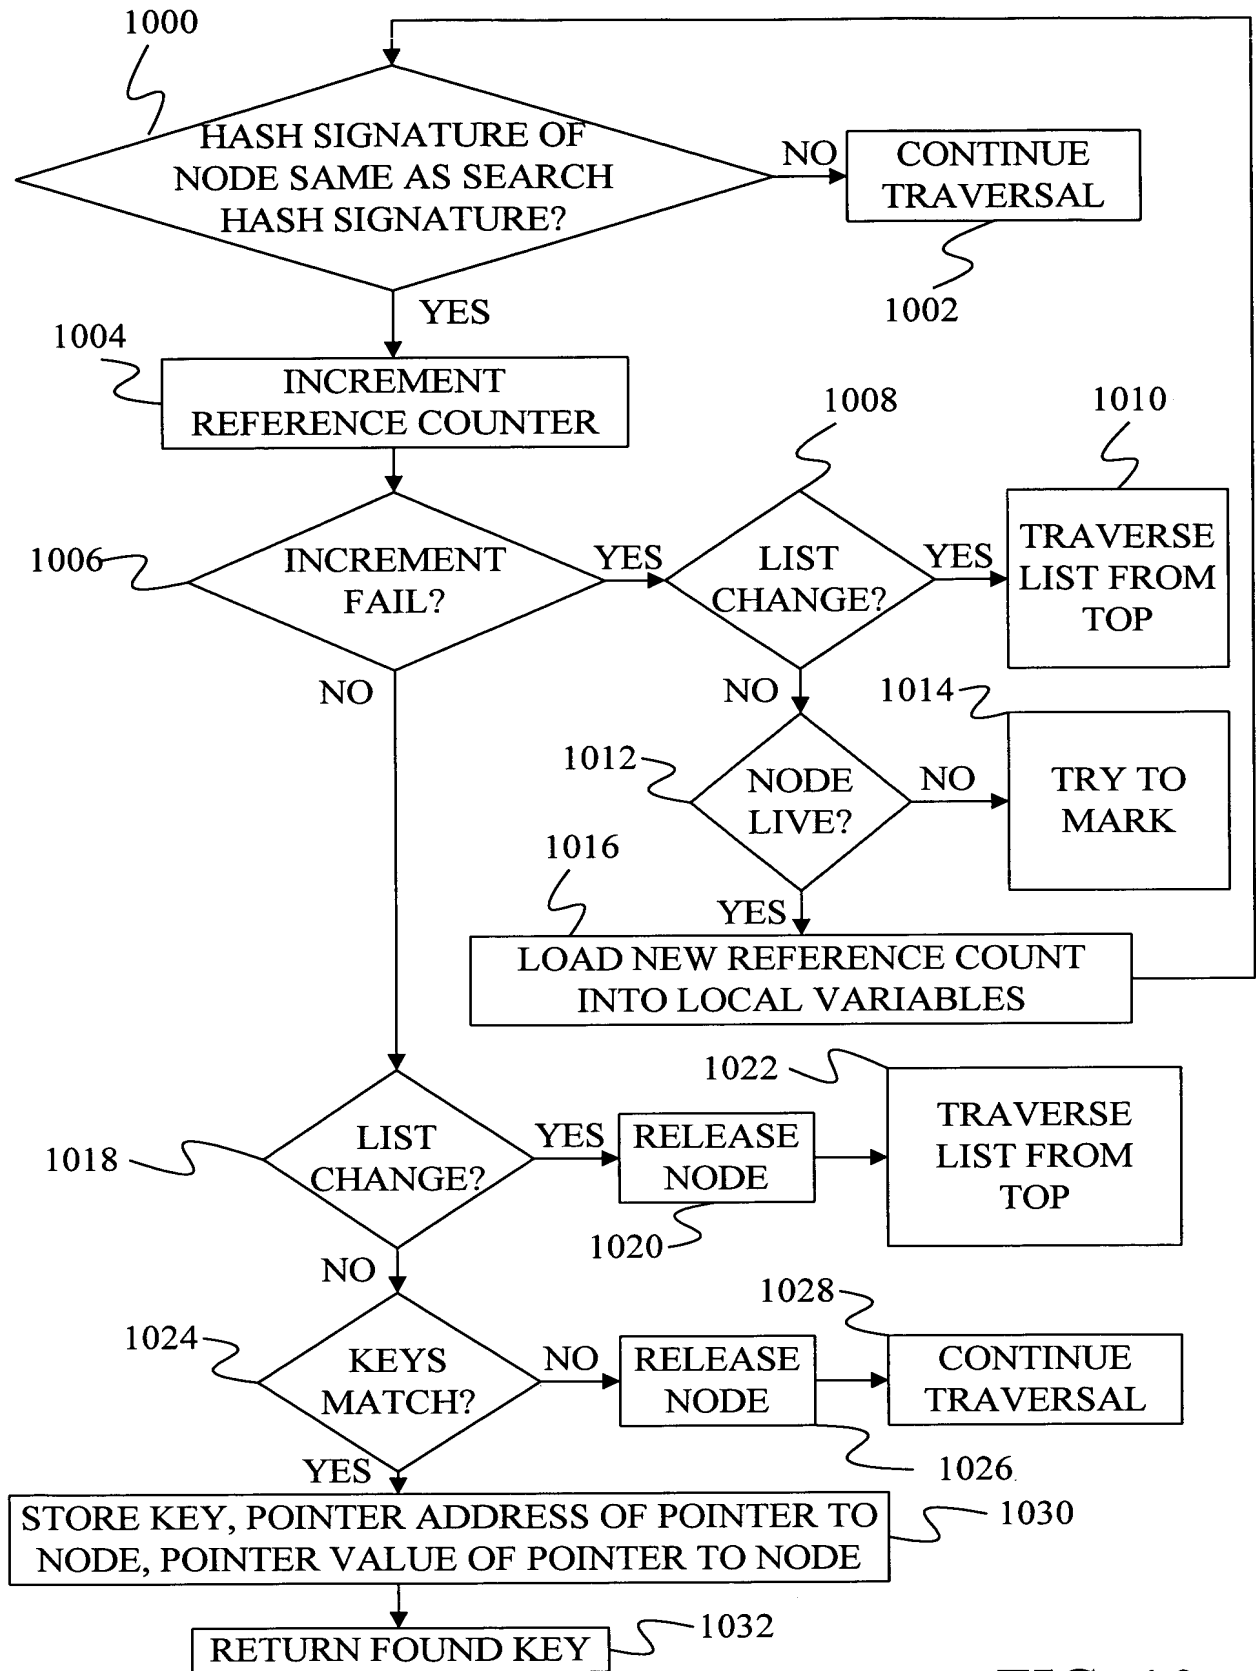 1000
HASH SIGNATURE OF
NODE SAME AS SEARCH
HASH SIGNATURE?
NO
CONTINUE
TRAVERSAL
1002
YES
1004
INCREMENT
REFERENCE COUNTER
1006
INCREMENT
FAIL?
YES
1008
LIST
CHANGE?
YES
1010
TRAVERSE
LIST FROM
TOP
NO
NO
1012
NODE
LIVE?
NO
1014
TRY TO
MARK
YES
1016
LOAD NEW REFERENCE COUNT
INTO LOCAL VARIABLES
1018
LIST
CHANGE?
YES
RELEASE
NODE
1020
1022
TRAVERSE
LIST FROM
TOP
NO
1024
KEYS
MATCH?
NO
RELEASE
NODE
1026
1028
CONTINUE
TRAVERSAL
YES
STORE KEY, POINTER ADDRESS OF POINTER TO
NODE, POINTER VALUE OF POINTER TO NODE
1030
RETURN FOUND KEY
1032